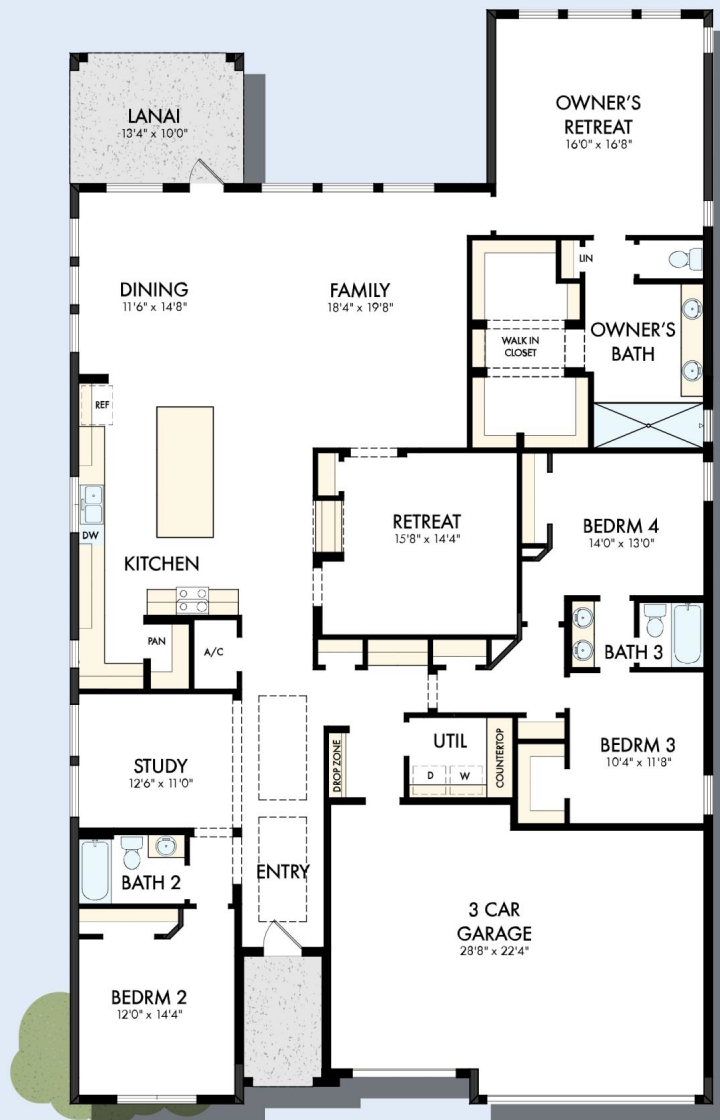 OWNER'S
RETREAT
16'0" x 16'8"
LANAI
13'4" x 10'0"
LIN
DINING
11'6" x 14'8"
FAMILY
18'4" x 19'8"
WALK IN
CLOSET
OWNER'S
BATH
REF
DW
RETREAT
15'8" x 14'4"
BEDRM 4
14'0" x 13'0"
KITCHEN
PAN
A/C
BATH 3
STUDY
12'6" x 11'0"
DROP ZONE
UTIL
D
W
COUNTERTOP
BEDRM 3
10'4" x 11'8"
BATH 2
ENTRY
3 CAR
GARAGE
28'8" x 22'4"
BEDRM 2
12'0" x 14'4"